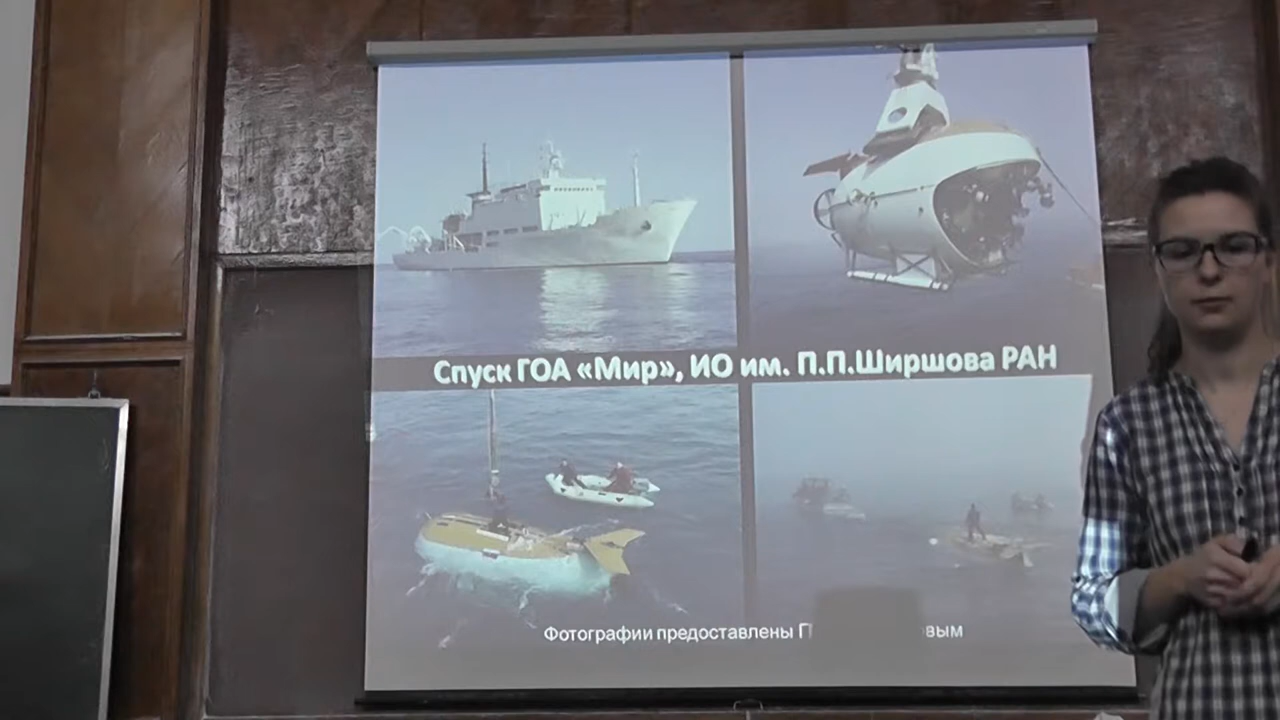 Спуск ГОА «Мир», ИО им. П.П.Ширшова РАН
Фотографии предоставлены